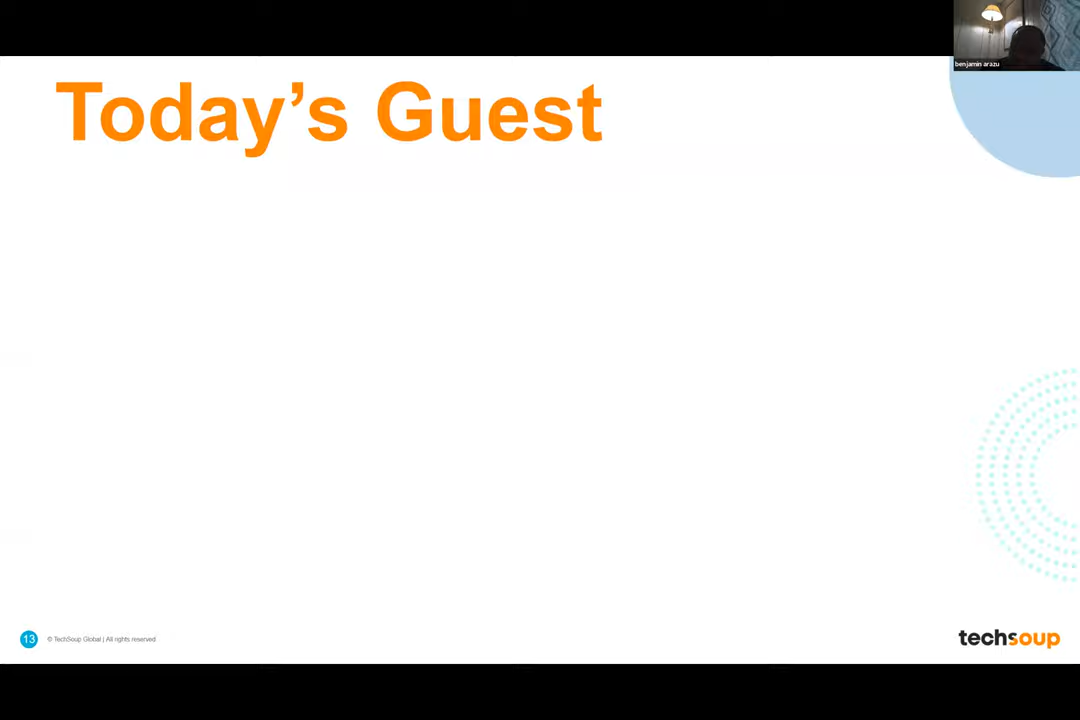 benjamin arazu
Today’s Guest
13
© TechSoup Global | All rights reserved
techsoup